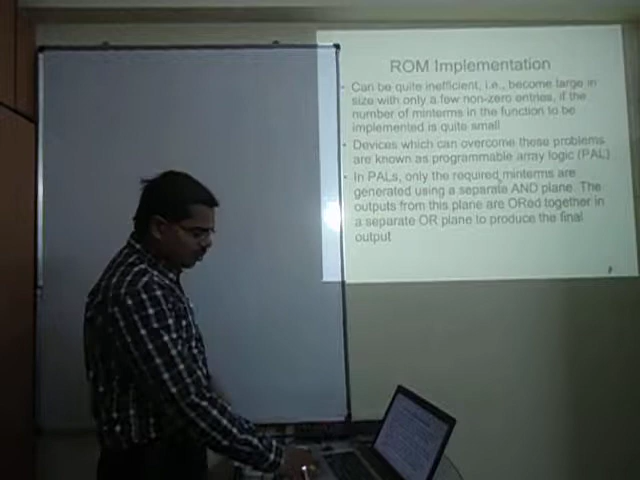 ROM Implementation
• Can be quite inefficient, i.e., become large in
size with only a few non-zero entries, if the
number of minterms in the function to be
implemented is quite small
• Devices which can overcome these problems
are known as programmable array logic (PAL)
• In PALs, only the required minterms are
generated using a separate AND plane. The
outputs from this plane are ORed together in
a separate OR plane to produce the final
output